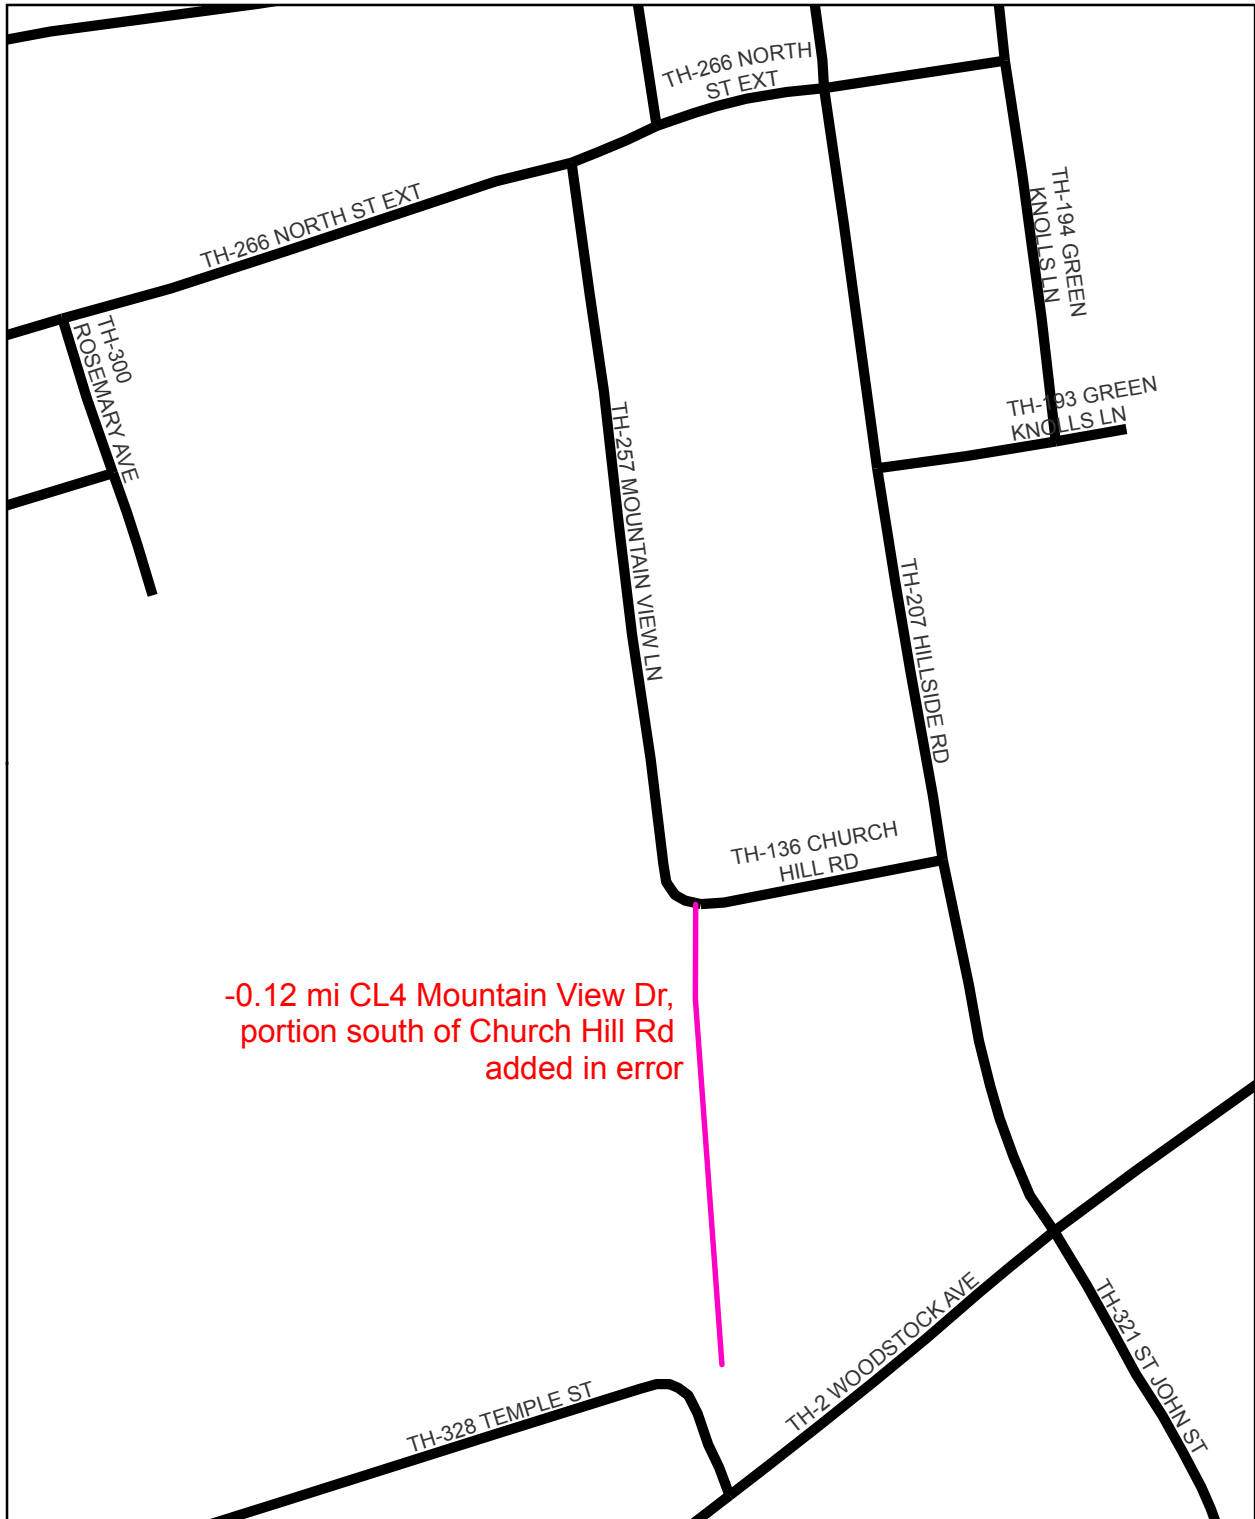 TH-266 NORTH
ST EXT
TH-266 NORTH ST EXT
TH-194 GREEN
KNOLLS LN
TH-300
ROSEMARY AVE
TH-193 GREEN
KNOLLS LN
TH-257 MOUNTAIN VIEW LN
TH-207 HILLSIDE RD
TH-136 CHURCH
HILL RD
-0.12 mi CL4 Mountain View Dr,
portion south of Church Hill Rd
added in error
TH-2 WOODSTOCK AVE
TH-321 ST JOHN ST
TH-328 TEMPLE ST